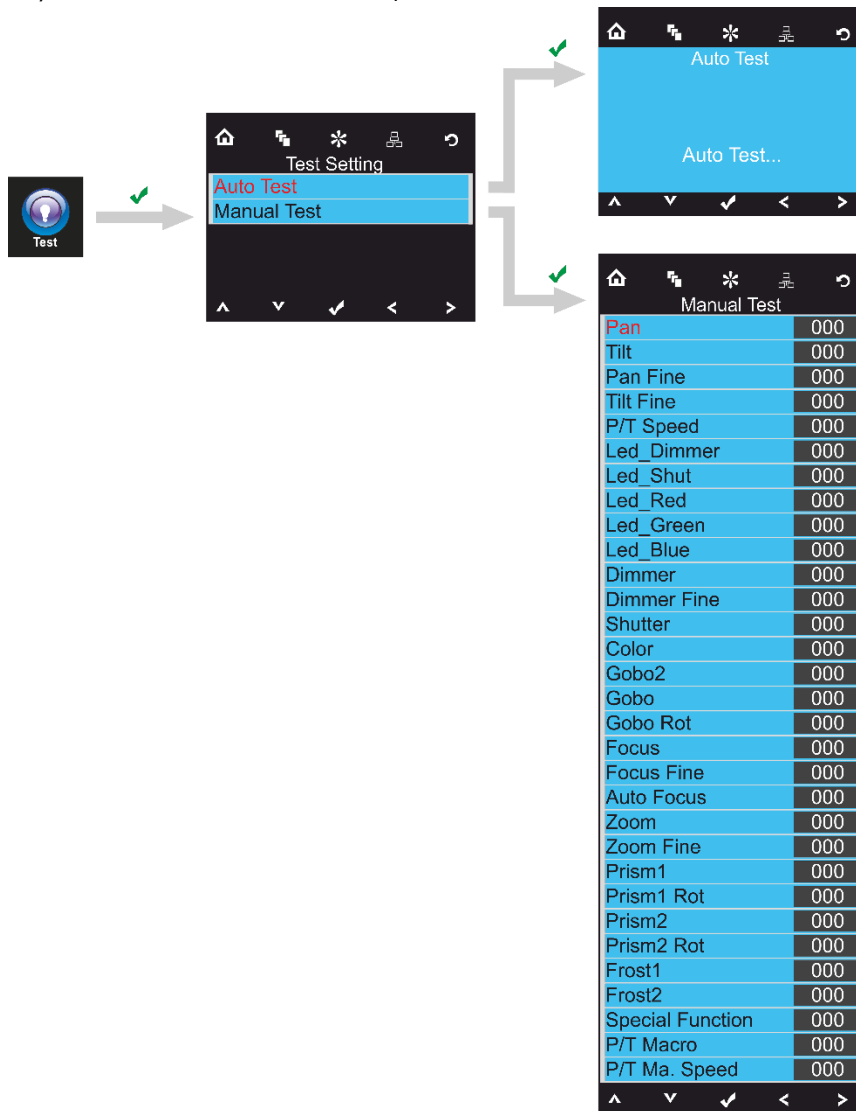 Test
Test Setting
Auto Test
Manual Test
Auto Test
Auto Test...
Manual Test
Pan 000
Tilt 000
Pan Fine 000
Tilt Fine 000
P/T Speed 000
Led_Dimmer 000
Led_Shut 000
Led_Red 000
Led_Green 000
Led_Blue 000
Dimmer 000
Dimmer Fine 000
Shutter 000
Color 000
Gobo2 000
Gobo 000
Gobo Rot 000
Focus 000
Focus Fine 000
Auto Focus 000
Zoom 000
Zoom Fine 000
Prism1 000
Prism1 Rot 000
Prism2 000
Prism2 Rot 000
Frost1 000
Frost2 000
Special Function 000
P/T Macro 000
P/T Ma. Speed 000